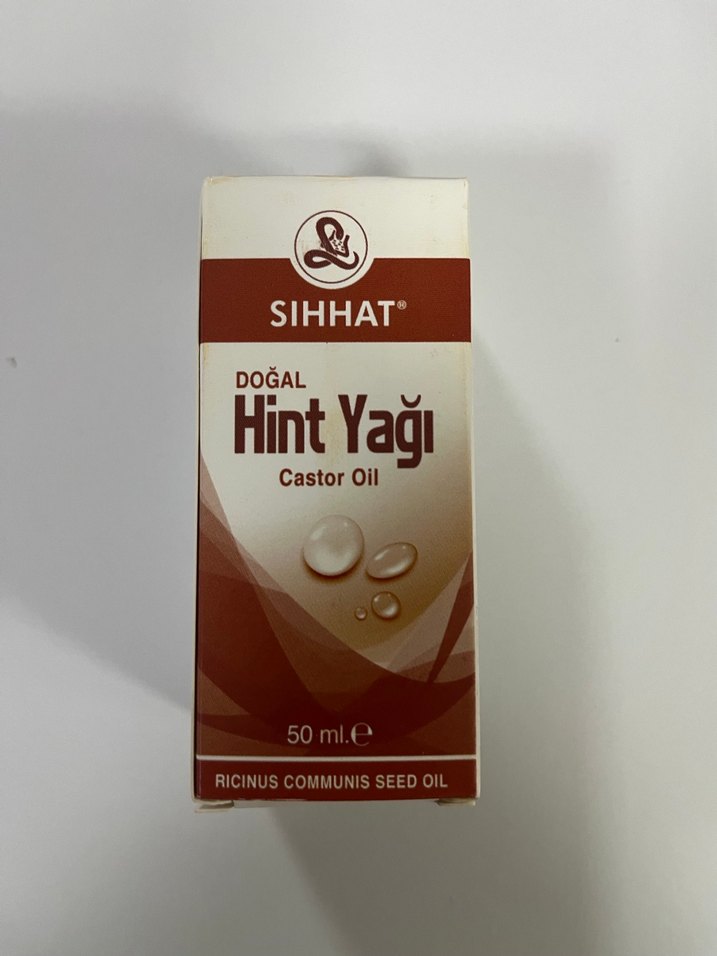 SIHHAT®
DOĞAL
Hint Yağı
Castor Oil
50 ml.℮
RICINUS COMMUNIS SEED OIL